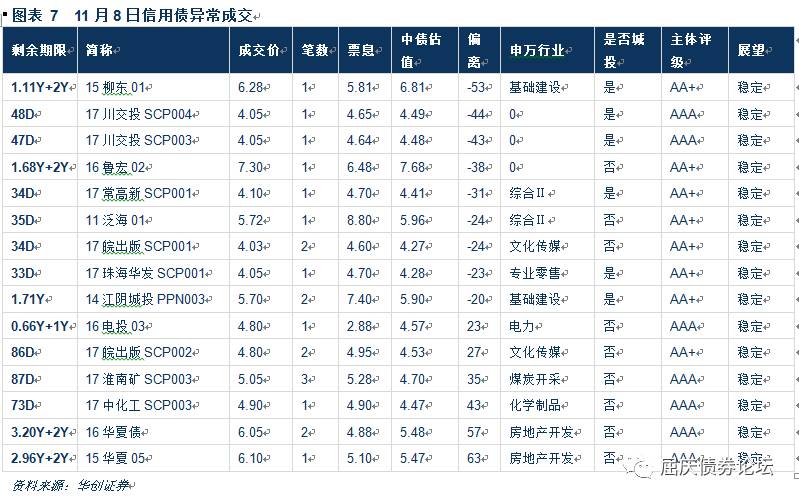 图表 7 11 月 8 日信用债异常成交
剩余期限 简称 成交价 笔数 票息 中债估值 偏离 申万行业 是否城投 主体评级 展望
1.11Y+2Y 15 柳东 01 6.28 1 5.81 6.81 -53 基础建设 是 AA+ 稳定
48D 17 川交投 SCP004 4.05 1 4.65 4.49 -44 0 是 AAA 稳定
47D 17 川交投 SCP003 4.05 1 4.64 4.48 -43 0 是 AAA 稳定
1.68Y+2Y 16 鲁宏 02 7.30 1 6.48 7.68 -38 0 否 AA+ 稳定
34D 17 常高新 SCP001 4.10 1 4.70 4.41 -31 综合Ⅱ 是 AA+ 稳定
35D 11 泛海 01 5.72 1 8.80 5.96 -24 综合Ⅱ 否 AA+ 稳定
34D 17 皖出版 SCP001 4.03 2 4.60 4.27 -24 文化传媒 否 AA+ 稳定
33D 17 珠海华发 SCP001 4.05 1 4.70 4.28 -23 专业零售 是 AAA 稳定
1.71Y 14 江阴城投 PPN003 5.70 2 7.40 5.90 -20 基础建设 是 AA+ 稳定
0.66Y+1Y 16 电投 03 4.80 1 2.88 4.57 23 电力 否 AAA 稳定
86D 17 皖出版 SCP002 4.80 2 4.95 4.53 27 文化传媒 否 AA+ 稳定
87D 17 淮南矿 SCP003 5.05 3 5.28 4.70 35 煤炭开采 否 AAA 稳定
73D 17 中化工 SCP003 4.90 1 4.90 4.47 43 化学制品 否 AAA 稳定
3.20Y+2Y 16 华夏债 6.05 2 4.88 5.48 57 房地产开发 否 AAA 稳定
2.96Y+2Y 15 华夏 05 6.10 1 5.10 5.47 63 房地产开发 否 AAA 稳定
资料来源：华创证券
屈庆债券论坛